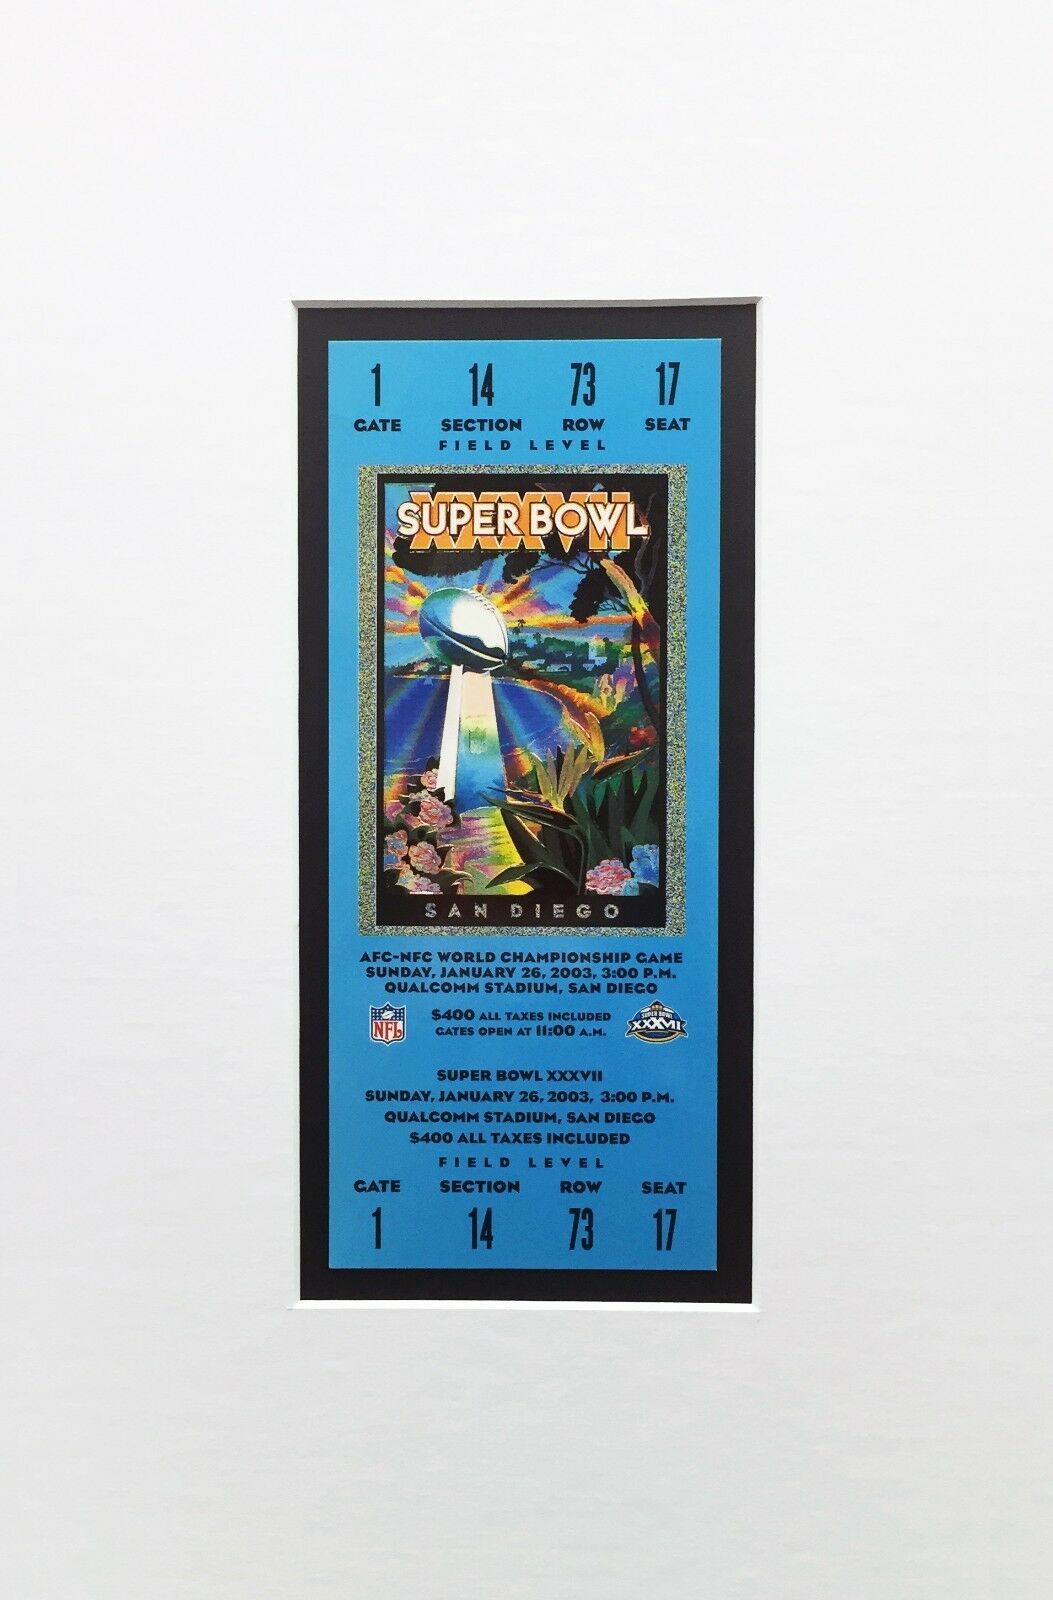 1 14 73 17
GATE SECTION ROW SEAT
FIELD LEVEL
XXXVII
SUPER BOWL
SAN DIEGO
AFC-NFC WORLD CHAMPIONSHIP GAME
SUNDAY, JANUARY 26, 2003, 3:00 P.M.
QUALCOMM STADIUM, SAN DIEGO
$400 ALL TAXES INCLUDED
GATES OPEN AT 11:00 A.M.
NFL
SUPER BOWL
XXXVII
SUPER BOWL XXXVII
SUNDAY, JANUARY 26, 2003, 3:00 P.M.
QUALCOMM STADIUM, SAN DIEGO
$400 ALL TAXES INCLUDED
FIELD LEVEL
GATE SECTION ROW SEAT
1 14 73 17